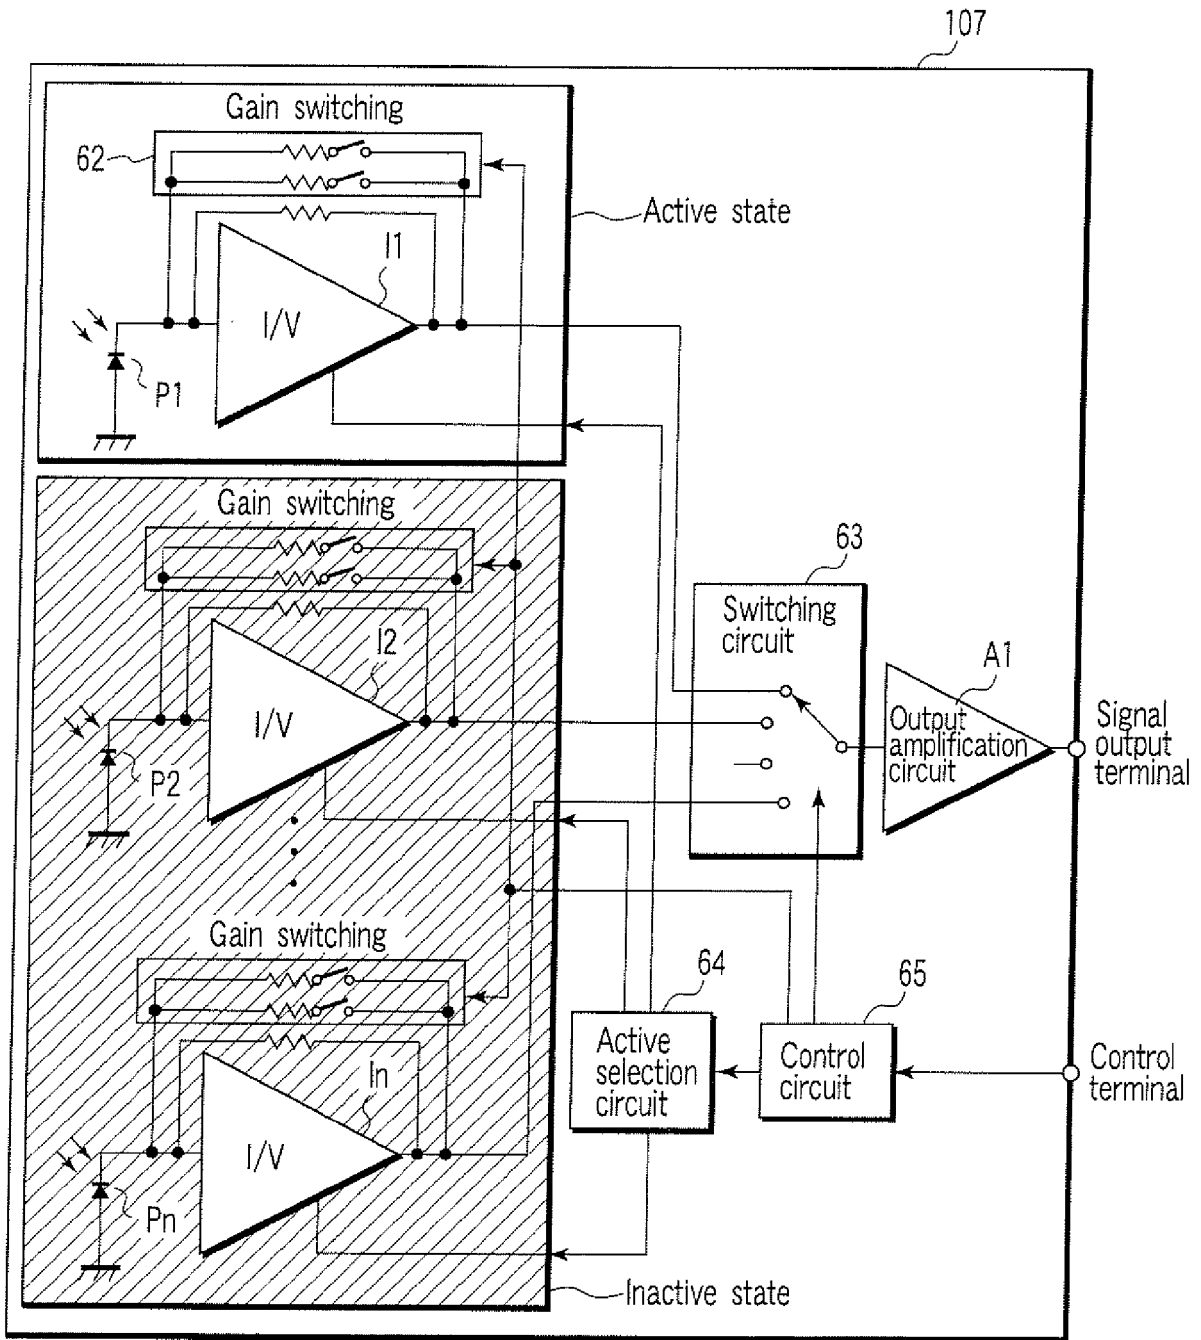 107
Gain switching
62
Active state
I1
I/V
P1
Gain switching
63
Switching
circuit
I2
A1
I/V
Output
amplification
circuit
Signal
output
terminal
P2
Gain switching
64
65
Active
selection
circuit
Control
circuit
Control
terminal
In
I/V
Pn
Inactive state